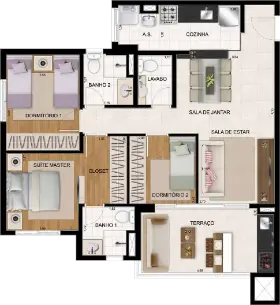 A.S.
COZINHA
BANHO 2
LAVABO
DORMITÓRIO 1
SALA DE JANTAR
SALA DE ESTAR
SUÍTE MASTER
CLOSET
DORMITÓRIO 2
BANHO 1
TERRAÇO